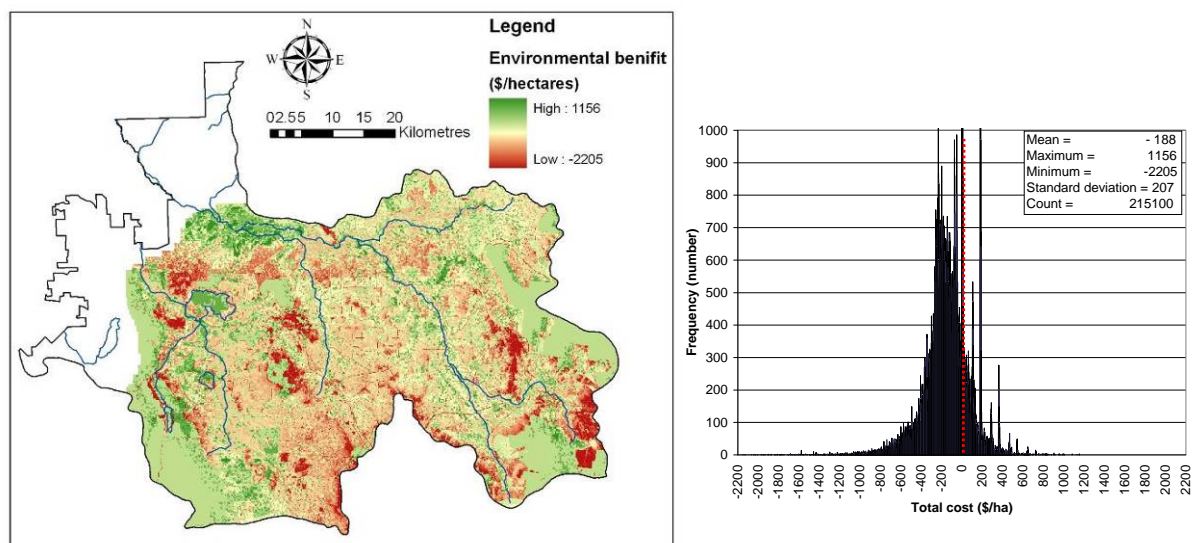 Legend
Environmental benifit
($/hectares)
High : 1156
Low : -2205
N
W E
S
02.55 10 15 20
Kilometres
Mean = - 188
Maximum = 1156
Minimum = -2205
Standard deviation = 207
Count = 215100
Frequency (number)
1000
900
800
700
600
500
400
300
200
100
0
-2200 -2000 -1800 -1600 -1400 -1200 -1000 -800 -600 -400 -200 0 200 400 600 800 1000 1200 1400 1600 1800 2000 2200
Total cost ($/ha)